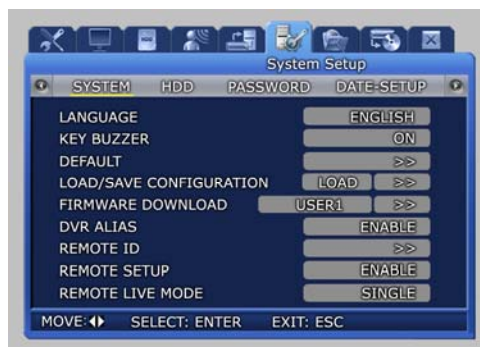 System Setup
SYSTEM HDD PASSWORD DATE-SETUP
LANGUAGE ENGLISH
KEY BUZZER ON
DEFAULT >>
LOAD/SAVE CONFIGURATION LOAD >>
FIRMWARE DOWNLOAD USER1 >>
DVR ALIAS ENABLE
REMOTE ID >>
REMOTE SETUP ENABLE
REMOTE LIVE MODE SINGLE
MOVE: SELECT: ENTER EXIT: ESC